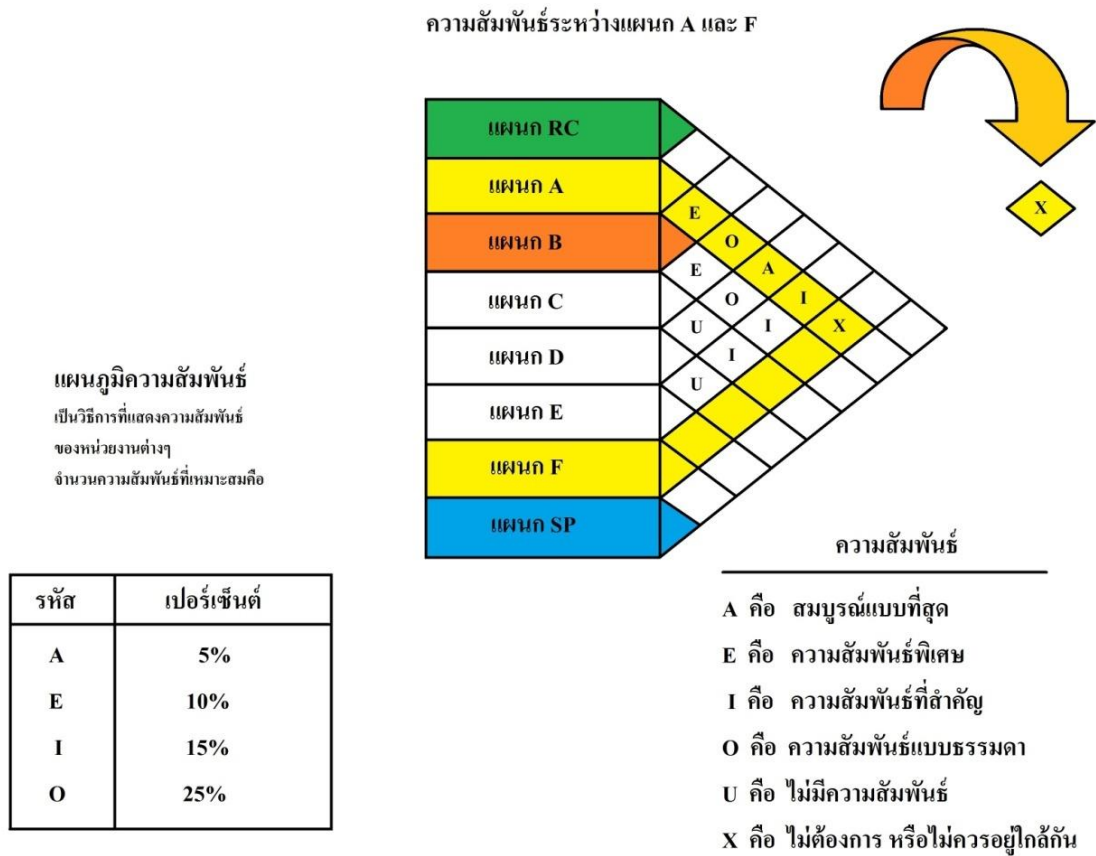 ความสัมพันธ์ระหว่างแผนก A และ F
แผนก RC
แผนก A
แผนก B
แผนก C
แผนก D
แผนก E
แผนก F
แผนก SP
E
O
E
A
O
I
U
I
X
I
U
X
แผนภูมิความสัมพันธ์
เป็นวิธีการที่แสดงความสัมพันธ์
ของหน่วยงานต่างๆ
จำนวนความสัมพันธ์ที่เหมาะสมคือ
รหัส เปอร์เซ็นต์
A 5%
E 10%
I 15%
O 25%
ความสัมพันธ์
A คือ สมบูรณ์แบบที่สุด
E คือ ความสัมพันธ์พิเศษ
I คือ ความสัมพันธ์ที่สำคัญ
O คือ ความสัมพันธ์แบบธรรมดา
U คือ ไม่มีความสัมพันธ์
X คือ ไม่ต้องการ หรือไม่ควรอยู่ใกล้กัน